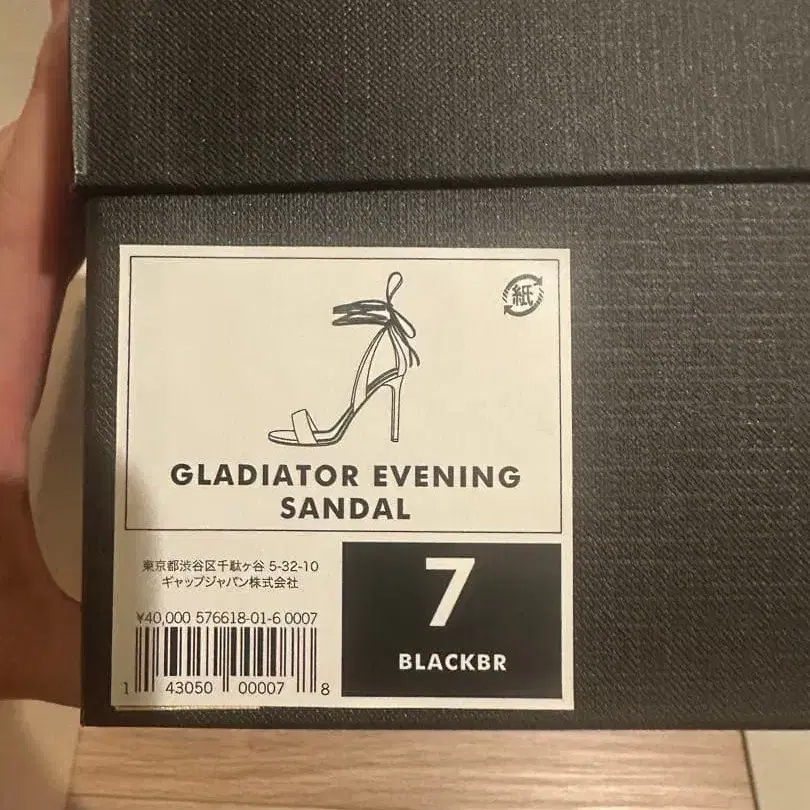 紙
GLADIATOR EVENING
SANDAL
東京都渋谷区千駄ヶ谷 5-32-10
ギャップジャパン株式会社
¥40,000 576618-01-6 0007
1 43050 00007 8
7
BLACKBR